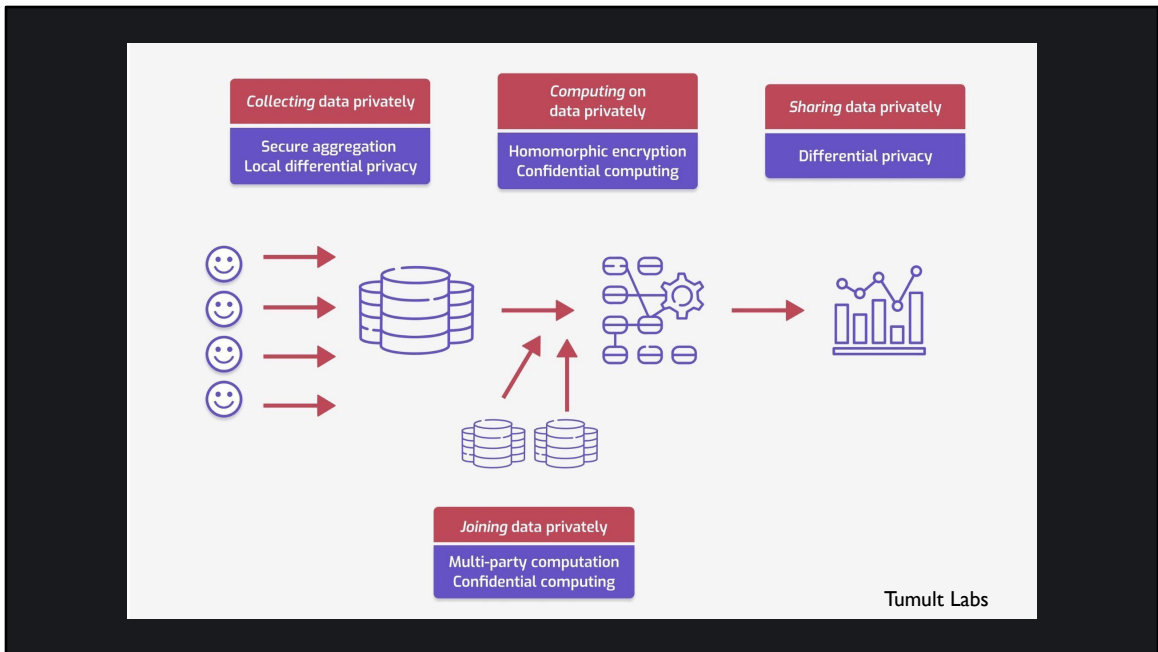 Collecting data privately
Secure aggregation
Local differential privacy
Computing on
data privately
Homomorphic encryption
Confidential computing
Sharing data privately
Differential privacy
Joining data privately
Multi-party computation
Confidential computing
Tumult Labs